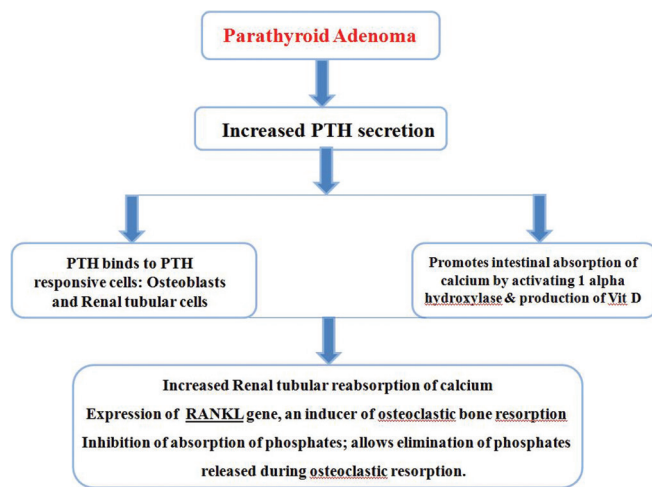 Parathyroid Adenoma
Increased PTH secretion
PTH binds to PTH
responsive cells: Osteoblasts
and Renal tubular cells
Promotes intestinal absorption of
calcium by activating 1 alpha
hydroxylase & production of Vit D
Increased Renal tubular reabsorption of calcium
Expression of RANKL gene, an inducer of osteoclastic bone resorption
Inhibition of absorption of phosphates; allows elimination of phosphates
released during osteoclastic resorption.